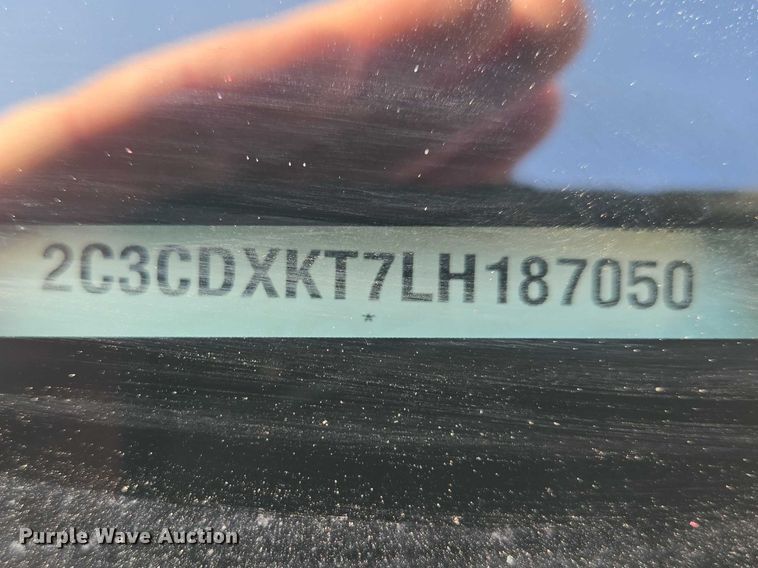 2C3CDXKT7LH187050
*
Purple Wave Auction